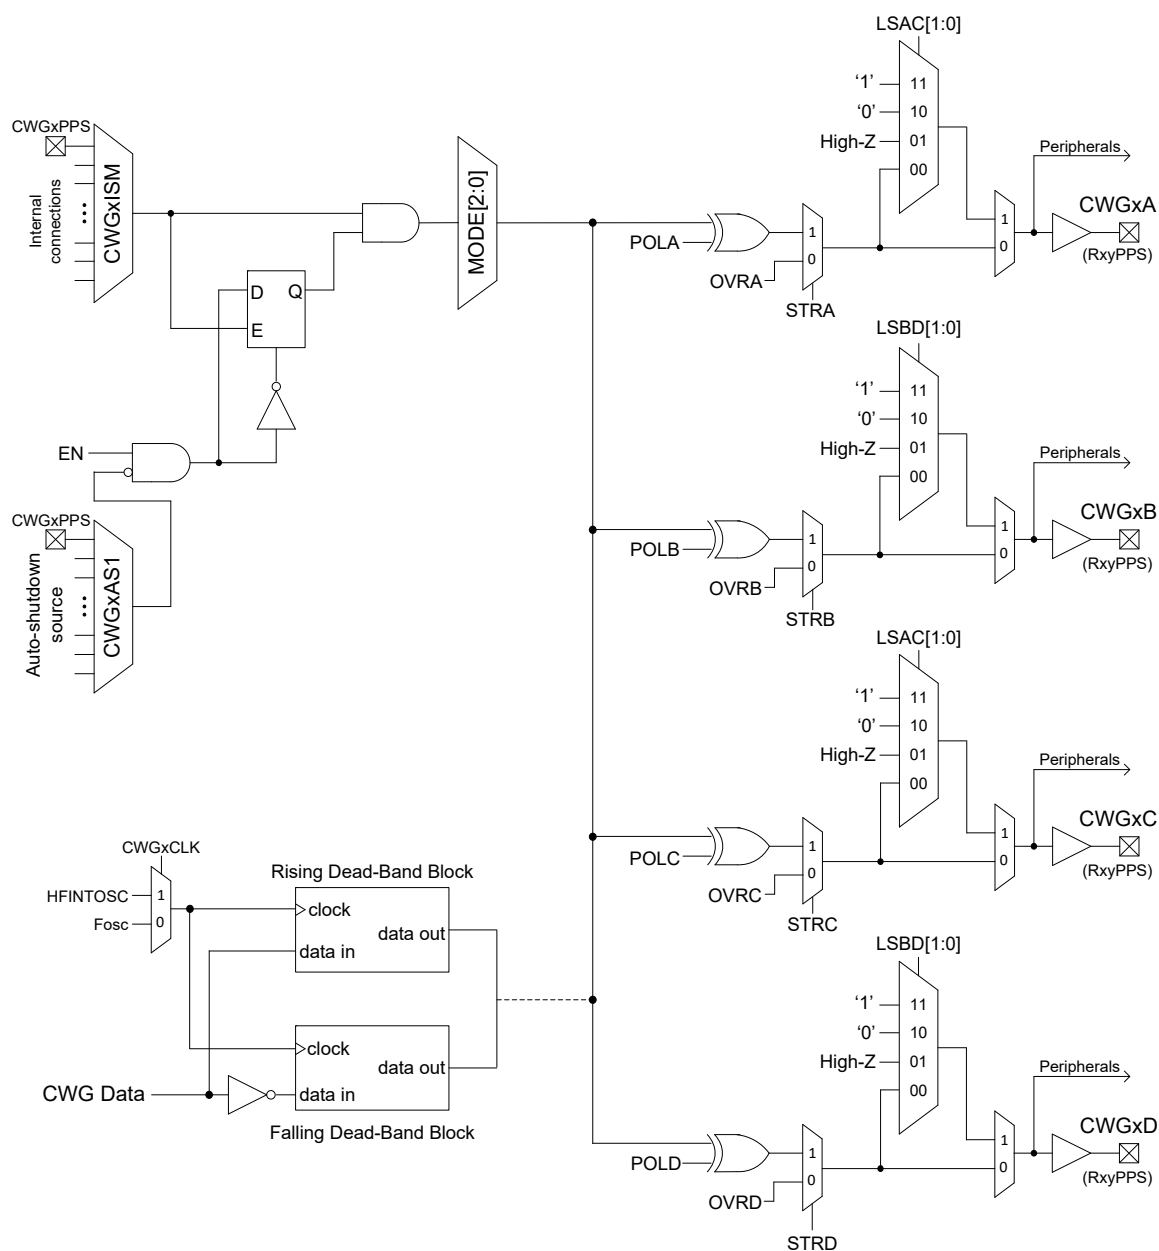 LSAC[1:0]
‘1’
11
‘0’
10
High-Z
01
00
CWGxPPS
Internal
connections
CWGxISM
MODE[2:0]
POLA
OVRA
1
0
STRA
1
0
Peripherals
CWGxA
(RxyPPS)
D
Q
E
EN
CWGxPPS
Auto-shutdown
source
CWGxAS1
LSBD[1:0]
‘1’
11
‘0’
10
High-Z
01
00
POLB
OVRB
1
0
STRB
1
0
Peripherals
CWGxB
(RxyPPS)
LSAC[1:0]
‘1’
11
‘0’
10
High-Z
01
00
POLC
OVRC
1
0
STRC
1
0
Peripherals
CWGxC
(RxyPPS)
CWGxCLK
HFINTOSC
1
Fosc
0
Rising Dead-Band Block
clock
data out
data in
clock
data out
CWG Data
data in
Falling Dead-Band Block
LSBD[1:0]
‘1’
11
‘0’
10
High-Z
01
00
POLD
OVRD
1
0
STRD
1
0
Peripherals
CWGxD
(RxyPPS)